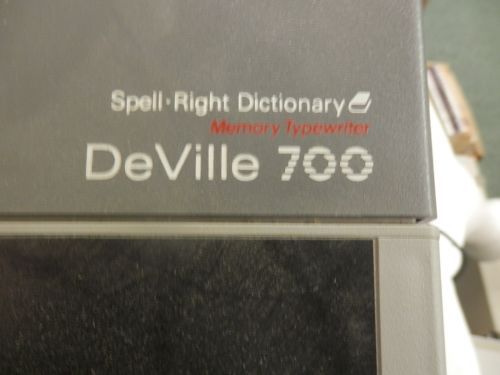 Spell·Right Dictionary
Memory Typewriter
DeVille 700